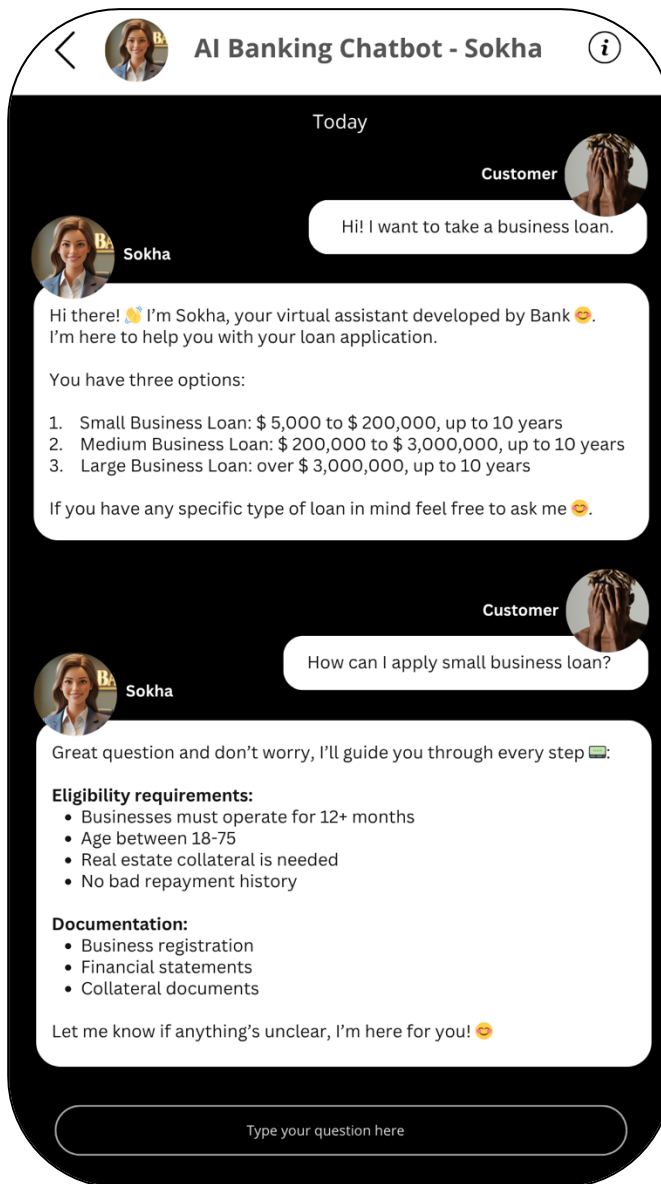 AI Banking Chatbot - Sokha
i
Today
Customer
Hi! I want to take a business loan.
Sokha
Hi there! 👋 I’m Sokha, your virtual assistant developed by Bank 😊.
I’m here to help you with your loan application.
You have three options:
1. Small Business Loan: $ 5,000 to $ 200,000, up to 10 years
2. Medium Business Loan: $ 200,000 to $ 3,000,000, up to 10 years
3. Large Business Loan: over $ 3,000,000, up to 10 years
If you have any specific type of loan in mind feel free to ask me 😊.
Customer
How can I apply small business loan?
Sokha
Great question and don’t worry, I’ll guide you through every step 📟:
Eligibility requirements:
• Businesses must operate for 12+ months
• Age between 18-75
• Real estate collateral is needed
• No bad repayment history
Documentation:
• Business registration
• Financial statements
• Collateral documents
Let me know if anything’s unclear, I’m here for you! 😊
Type your question here